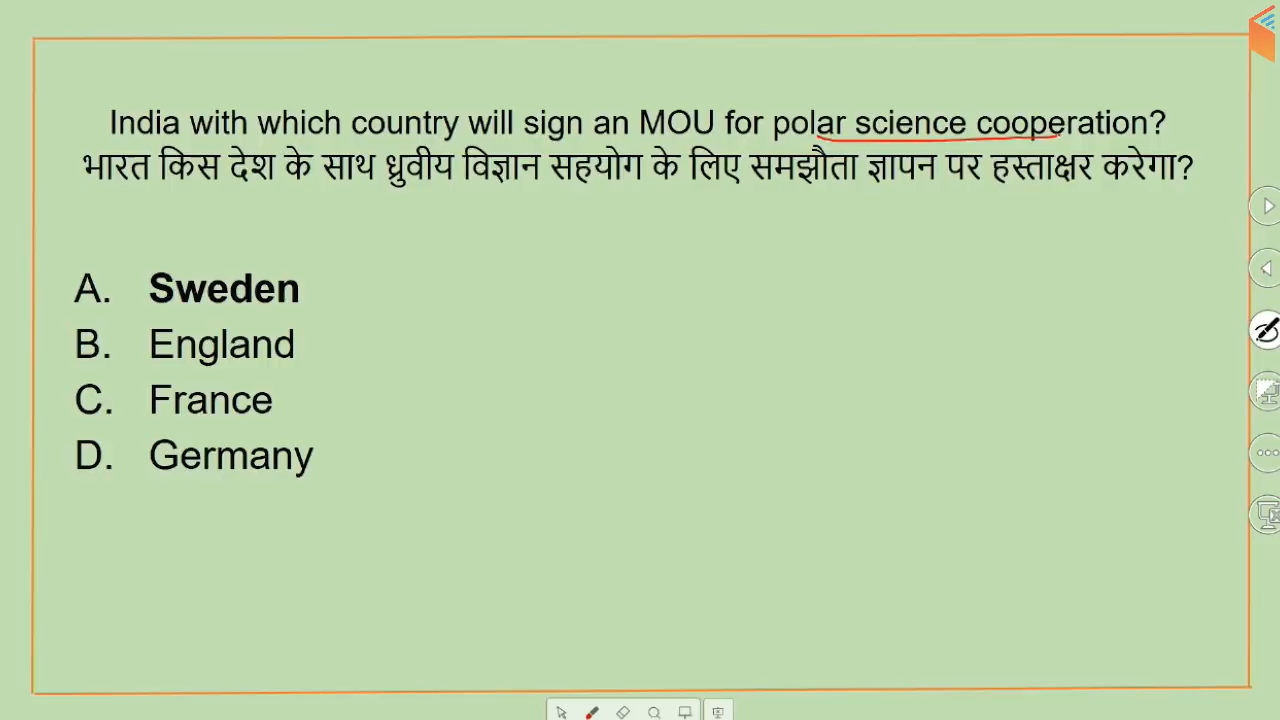 India with which country will sign an MOU for polar science cooperation?
भारत किस देश के साथ ध्रुवीय विज्ञान सहयोग के लिए समझौता ज्ञापन पर हस्ताक्षर करेगा?
A. Sweden
B. England
C. France
D. Germany